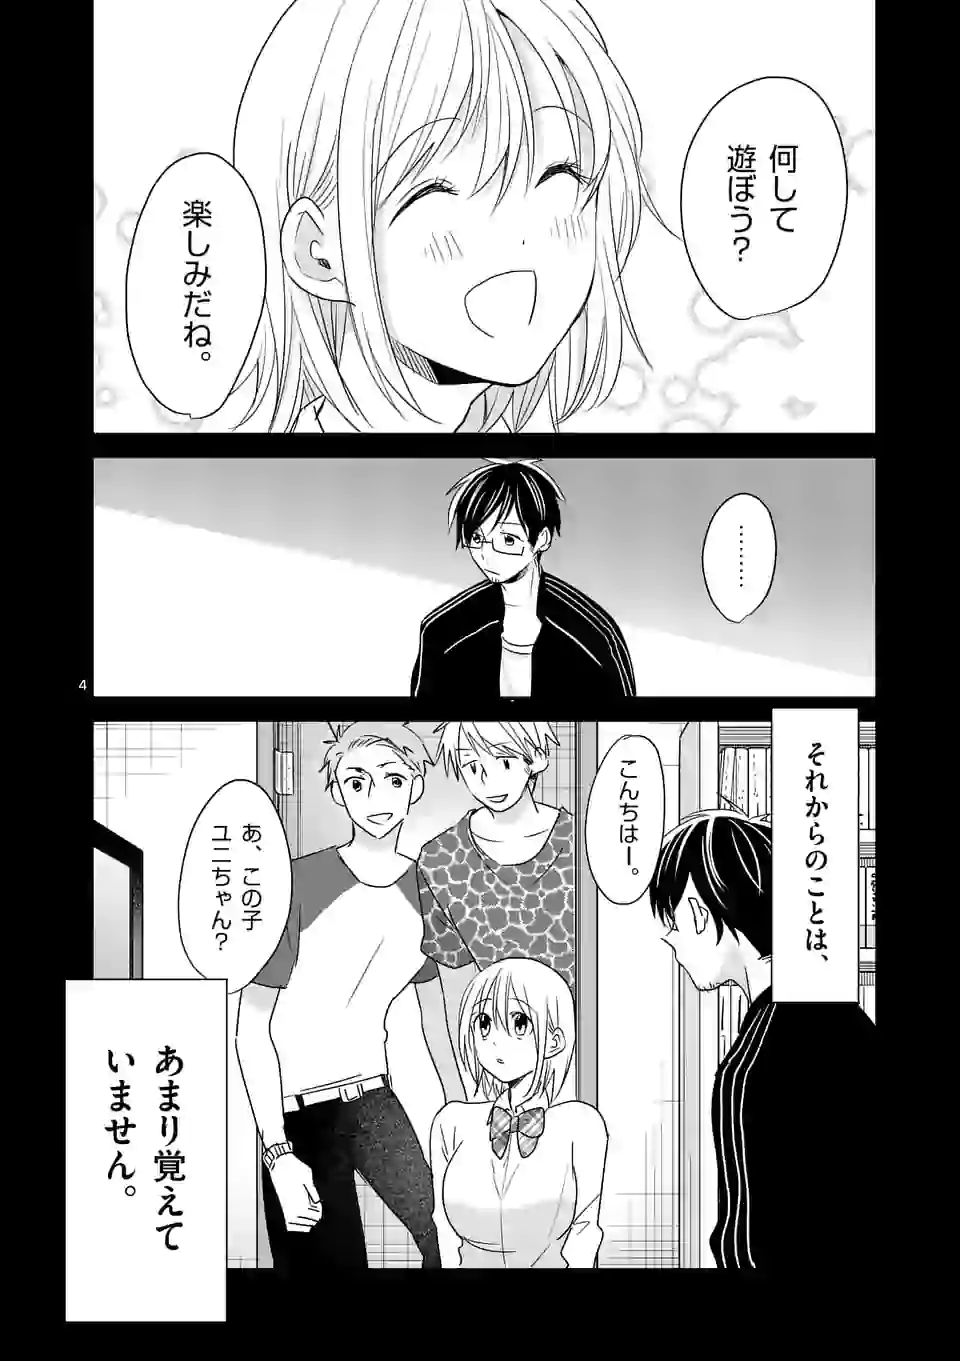 何して
遊ぼう?
楽しみだね。
………
4
それからのことは、
こんちはー。
あ、この子
ユニちゃん?
あまり覚えて
いません。